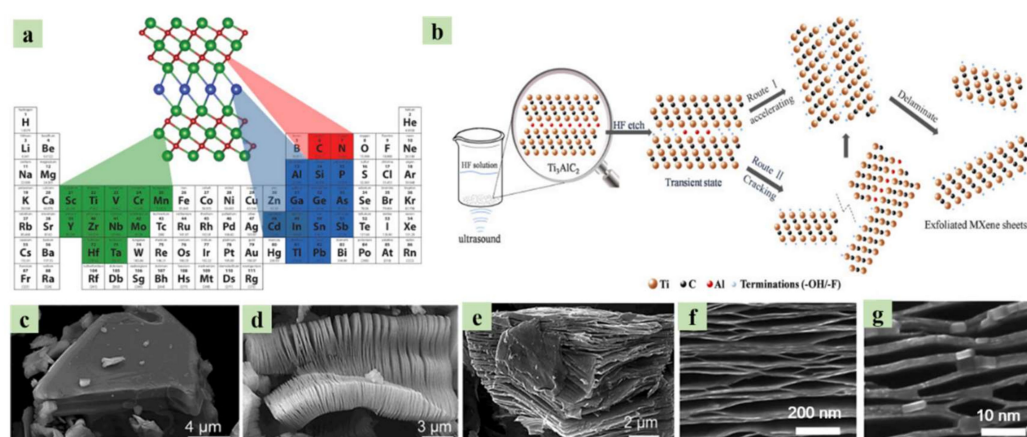 a
H He
Li Be B C N O F Ne
Na Mg Al Si P S Cl Ar
K Ca Sc Ti V Cr Mn Fe Co Ni Cu Zn Ga Ge As Se Br Kr
Rb Sr Y Zr Nb Mo Tc Ru Rh Pd Ag Cd In Sn Sb Te I Xe
Cs Ba Hf Ta W Re Os Ir Pt Au Hg Tl Pb Bi Po At Rn
Fr Ra Rf Db Sg Bh Hs Mt Ds Rg
b
HF solution
ultrasound
Ti₃AlC₂
HF etch
Transient state
Route I
accelerating
Route II
Cracking
Delaminate
Exfoliated MXene sheets
Ti C Al Terminations (-OH/-F)
c
4 μm
d
3 μm
e
2 μm
f
200 nm
g
10 nm